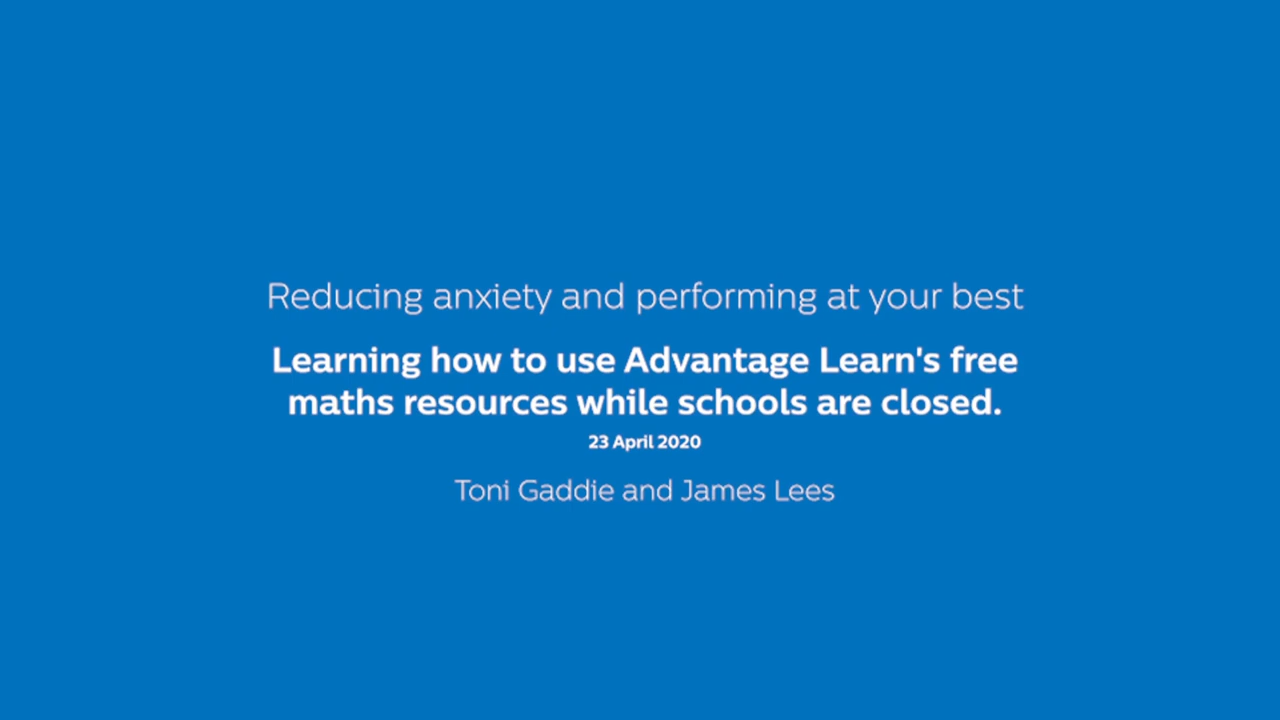 Reducing anxiety and performing at your best
Learning how to use Advantage Learn's free
maths resources while schools are closed.
23 April 2020
Toni Gaddie and James Lees